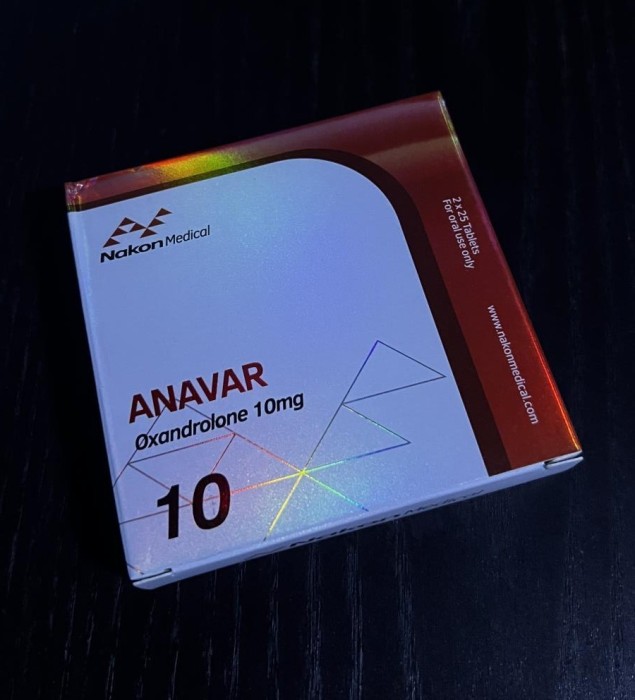 Nakon Medical
2 x 25 Tablets
For oral use only
www.nakonmedical.com
ANAVAR
Øxandrolone 10mg
10